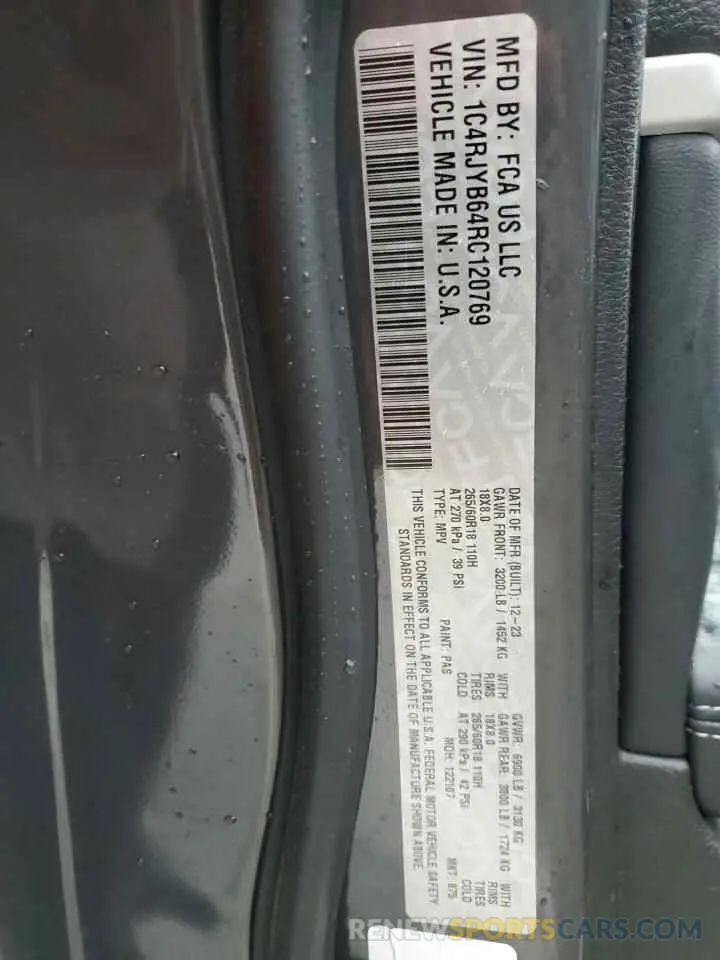 MFD BY: FCA US LLC
VIN: 1C4RJYB64RC120769
VEHICLE MADE IN: U.S.A.
DATE OF MFR (BUILT): 12-23 GVWR: 6900 LB / 3130 KG
GAWR FRONT: 3200 LB / 1452 KG WITH GAWR REAR: 3800 LB / 1724 KG WITH
18X8.0 RIMS 18X8.0 RIMS
265/60R18 110H TIRES 265/60R18 110H TIRES
AT 270 kPa / 39 PSI COLD AT 290 kPa / 42 PSI COLD
TYPE: MPV PAINT: PAS MDH: 122107 MKT:
THIS VEHICLE CONFORMS TO ALL APPLICABLE U.S.A. FEDERAL MOTOR VEHICLE SAFETY
STANDARDS IN EFFECT ON THE DATE OF MANUFACTURE SHOWN ABOVE.
FCA
FCA
RENEWSPORTSCARS.COM